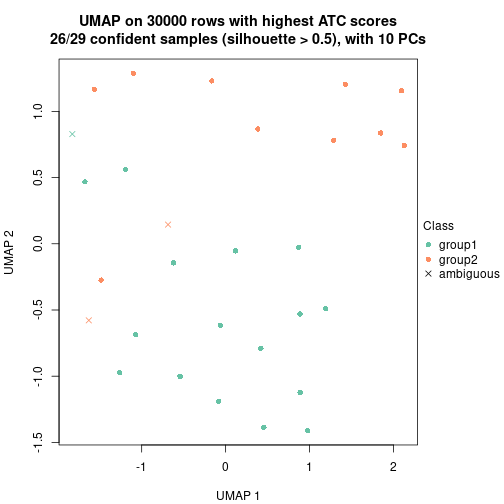 UMAP on 30000 rows with highest ATC scores
26/29 confident samples (silhouette > 0.5), with 10 PCs
1.0
0.5
0.0
-0.5
-1.0
-1.5
UMAP 2
-1 0 1 2
UMAP 1
Class
group1
group2
ambiguous